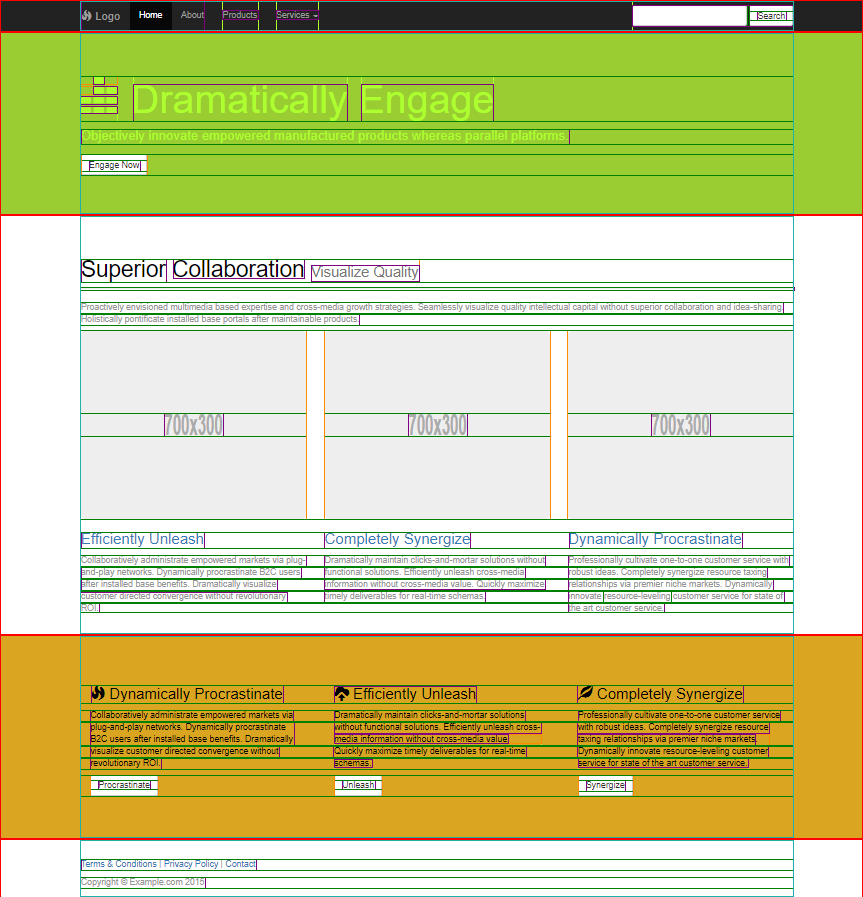 Logo Home About Products Services Search
Dramatically Engage
Objectively innovate empowered manufactured products whereas parallel platforms.
Engage Now
Superior Collaboration Visualize Quality
Proactively envisioned multimedia based expertise and cross-media growth strategies. Seamlessly visualize quality intellectual capital without superior collaboration and idea-sharing.
Holistically pontificate installed base portals after maintainable products.
700x300 700x300 700x300
Efficiently Unleash
Collaboratively administrate empowered markets via plug-
and-play networks. Dynamically procrastinate B2C users
after installed base benefits. Dramatically visualize
customer directed convergence without revolutionary
ROI.
Completely Synergize
Dramatically maintain clicks-and-mortar solutions without
functional solutions. Efficiently unleash cross-media
information without cross-media value. Quickly maximize
timely deliverables for real-time schemas.
Dynamically Procrastinate
Professionally cultivate one-to-one customer service with
robust ideas. Completely synergize resource taxing
relationships via premier niche markets. Dynamically
innovate resource-leveling customer service for state of
the art customer service.
Dynamically Procrastinate
Collaboratively administrate empowered markets via
plug-and-play networks. Dynamically procrastinate
B2C users after installed base benefits. Dramatically
visualize customer directed convergence without
revolutionary ROI.
Procrastinate
Efficiently Unleash
Dramatically maintain clicks-and-mortar solutions
without functional solutions. Efficiently unleash cross-
media information without cross-media value.
Quickly maximize timely deliverables for real-time
schemas.
Unleash
Completely Synergize
Professionally cultivate one-to-one customer service
with robust ideas. Completely synergize resource
taxing relationships via premier niche markets.
Dynamically innovate resource-leveling customer
service for state of the art customer service.
Synergize
Terms & Conditions | Privacy Policy | Contact
Copyright © Example.com 2015